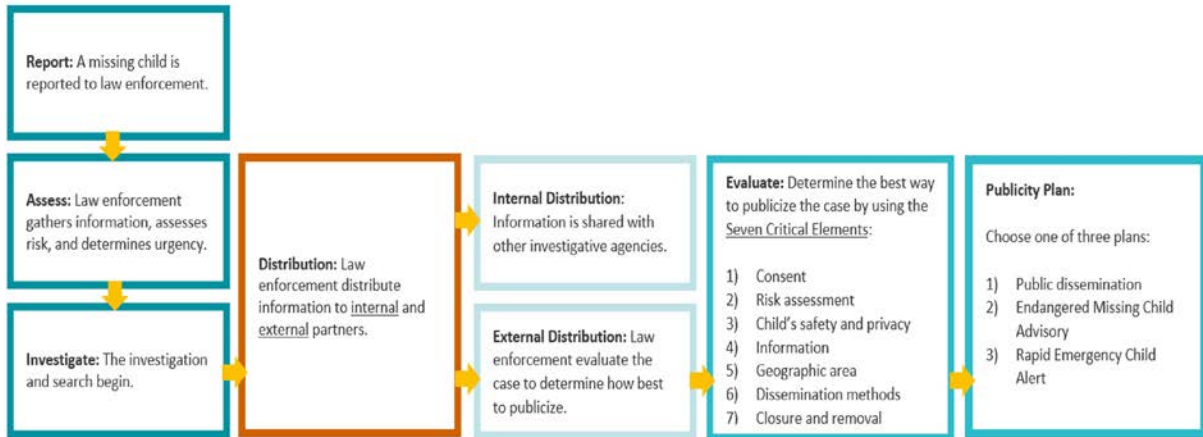 Report: A missing child is
reported to law enforcement.
Assess: Law enforcement
gathers information, assesses
risk, and determines urgency.
Investigate: The investigation
and search begin.
Distribution: Law
enforcement distribute
information to internal and
external partners.
Internal Distribution:
Information is shared with
other investigative agencies.
External Distribution: Law
enforcement evaluate the
case to determine how best
to publicize.
Evaluate: Determine the best way
to publicize the case by using the
Seven Critical Elements:
1) Consent
2) Risk assessment
3) Child's safety and privacy
4) Information
5) Geographic area
6) Dissemination methods
7) Closure and removal
Publicity Plan:
Choose one of three plans:
1) Public dissemination
2) Endangered Missing Child
Advisory
3) Rapid Emergency Child
Alert